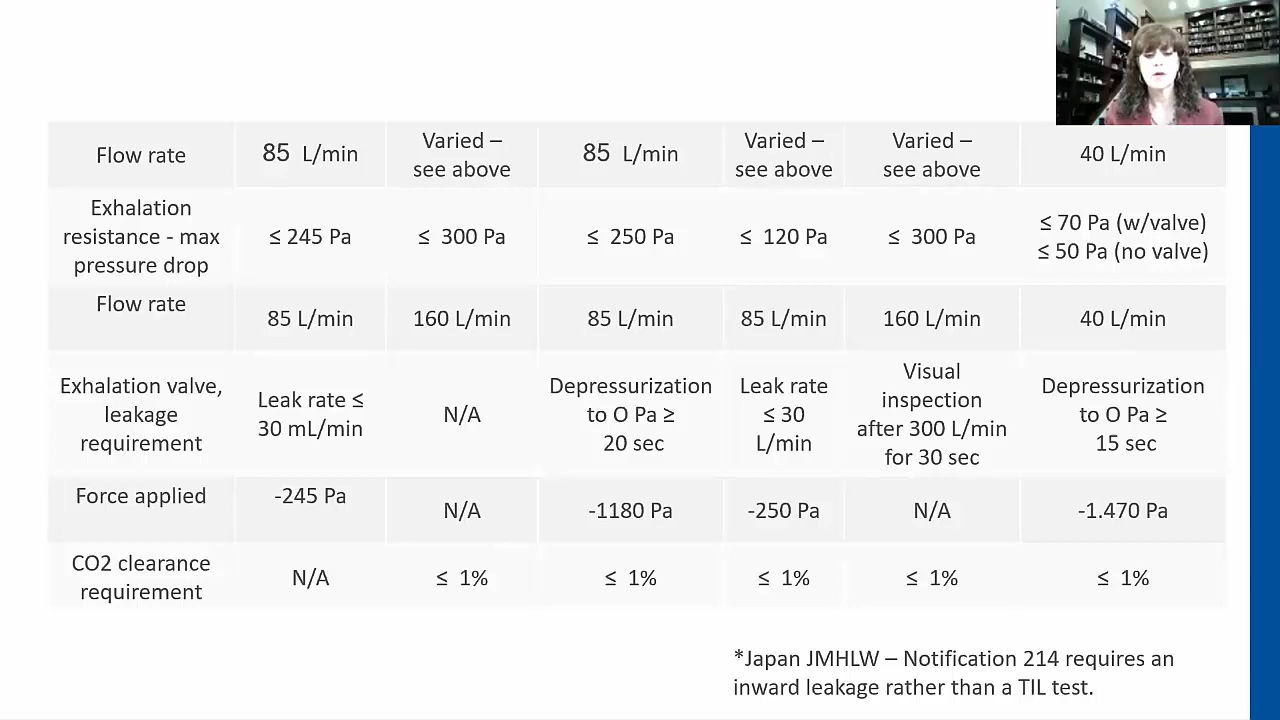 Flow rate
85 L/min
Varied –
see above
85 L/min
Varied –
see above
Varied –
see above
40 L/min
Exhalation
resistance - max
pressure drop
≤ 245 Pa
≤ 300 Pa
≤ 250 Pa
≤ 120 Pa
≤ 300 Pa
≤ 70 Pa (w/valve)
≤ 50 Pa (no valve)
Flow rate
85 L/min
160 L/min
85 L/min
85 L/min
160 L/min
40 L/min
Exhalation valve,
leakage
requirement
Leak rate ≤
30 mL/min
N/A
Depressurization
to O Pa ≥
20 sec
Leak rate
≤ 30
L/min
Visual
inspection
after 300 L/min
for 30 sec
Depressurization
to O Pa ≥
15 sec
Force applied
-245 Pa
N/A
-1180 Pa
-250 Pa
N/A
-1.470 Pa
CO2 clearance
requirement
N/A
≤ 1%
≤ 1%
≤ 1%
≤ 1%
≤ 1%
*Japan JMHLW – Notification 214 requires an
inward leakage rather than a TIL test.